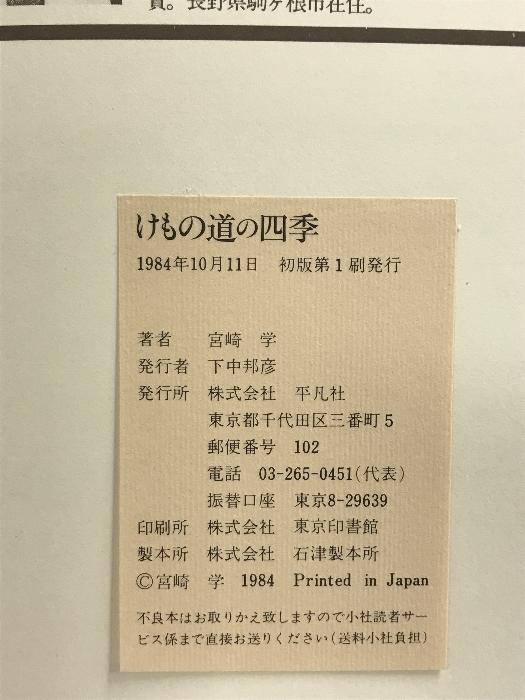 賞。長野県駒ヶ根市在住。
けもの道の四季
1984年10月11日　初版第1刷発行
著者　宮崎　学
発行者　下中邦彦
発行所　株式会社　平凡社
東京都千代田区三番町5
郵便番号　102
電話　03-265-0451(代表)
振替口座　東京8-29639
印刷所　株式会社　東京印書館
製本所　株式会社　石津製本所
©宮崎　学　1984　Printed in Japan
不良本はお取りかえ致しますので小社読者サー
ビス係まで直接お送りください(送料小社負担)